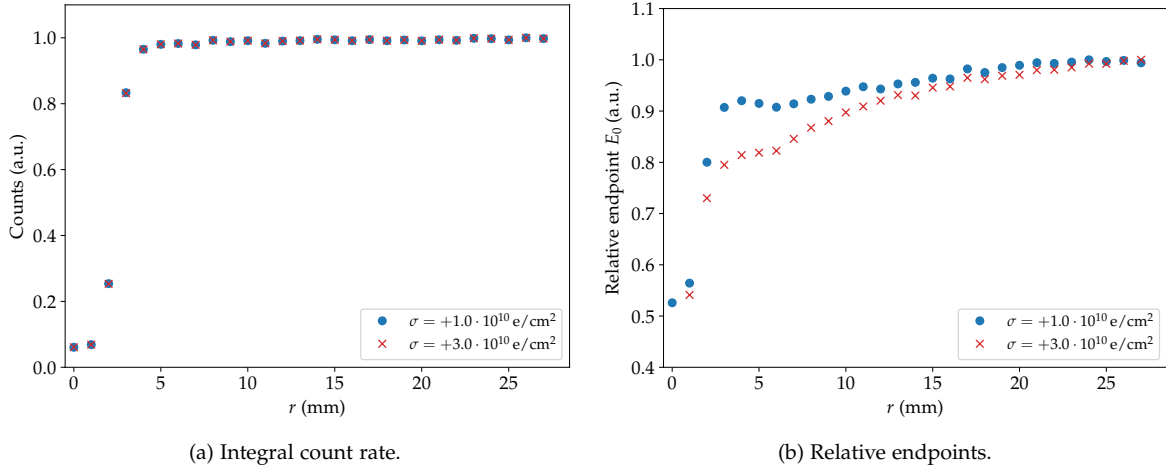 1.0
0.8
0.6
0.4
0.2
0.0
Counts (a.u.)
0 5 10 15 20 25
r (mm)
σ = +1.0 · 10¹⁰ e/cm²
σ = +3.0 · 10¹⁰ e/cm²
(a) Integral count rate.
1.1
1.0
0.9
0.8
0.7
0.6
0.5
0.4
Relative endpoint E₀ (a.u.)
0 5 10 15 20 25
r (mm)
σ = +1.0 · 10¹⁰ e/cm²
σ = +3.0 · 10¹⁰ e/cm²
(b) Relative endpoints.